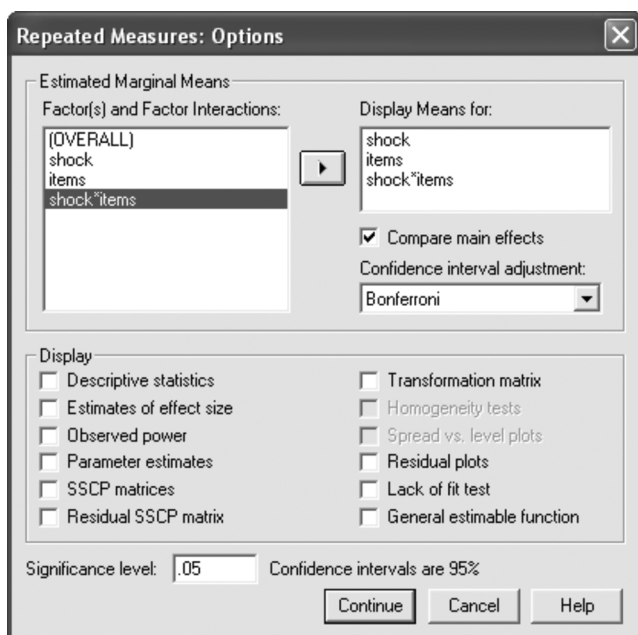 Repeated Measures: Options
Estimated Marginal Means
Factor(s) and Factor Interactions:
(OVERALL)
shock
items
shock*items
Display Means for:
shock
items
shock*items
Compare main effects
Confidence interval adjustment:
Bonferroni
Display
Descriptive statistics
Estimates of effect size
Observed power
Parameter estimates
SSCP matrices
Residual SSCP matrix
Transformation matrix
Homogeneity tests
Spread vs. level plots
Residual plots
Lack of fit test
General estimable function
Significance level: .05 Confidence intervals are 95%
Continue Cancel Help